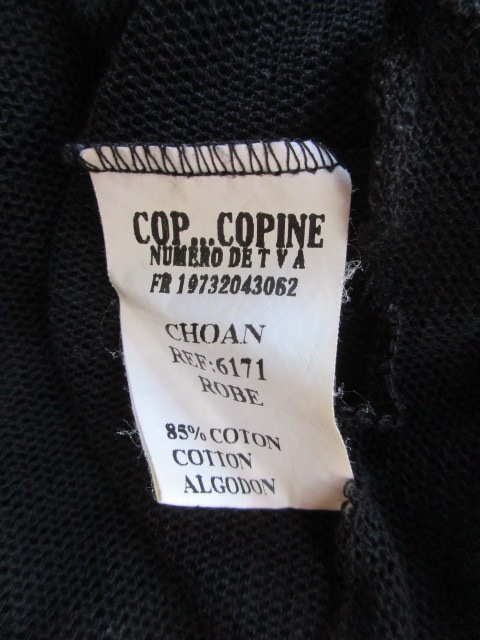 COP...COPINE
NUMERO DE T V A
FR 19732043062
CHOAN
REF:6171
ROBE
85% COTON
COTTON
ALGODON